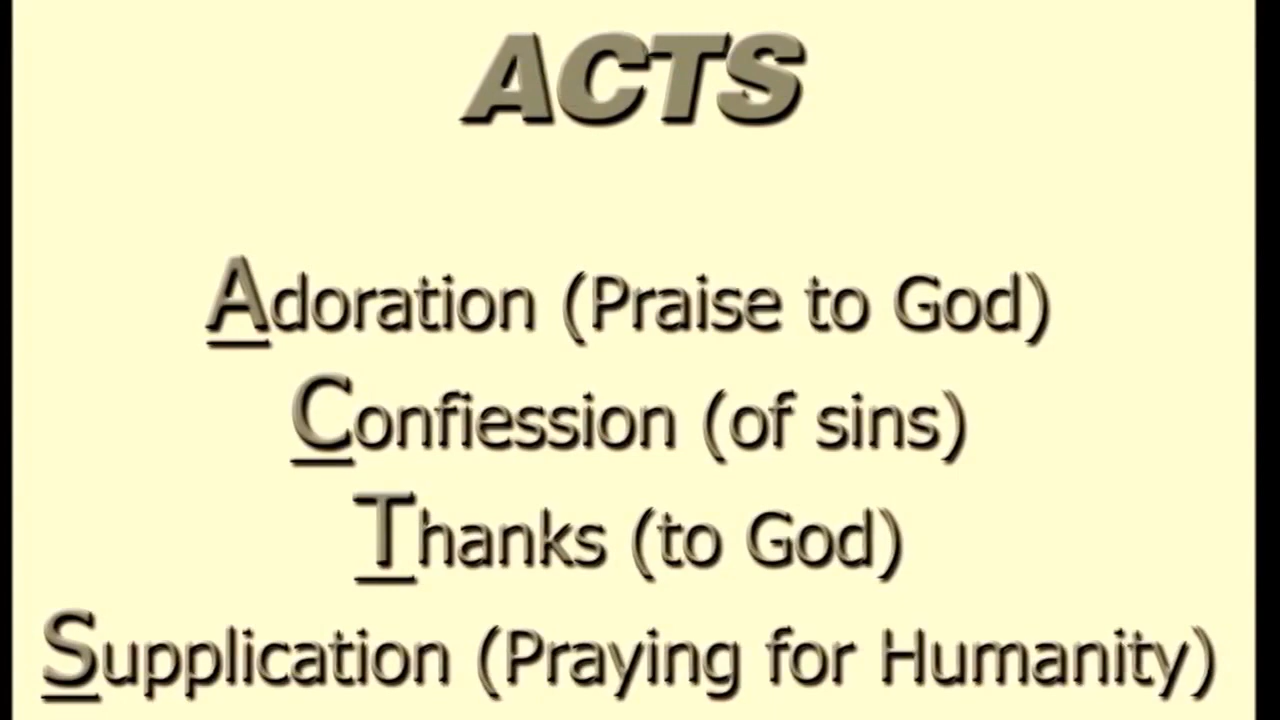 ACTS
Adoration (Praise to God)
Confiession (of sins)
Thanks (to God)
Supplication (Praying for Humanity)